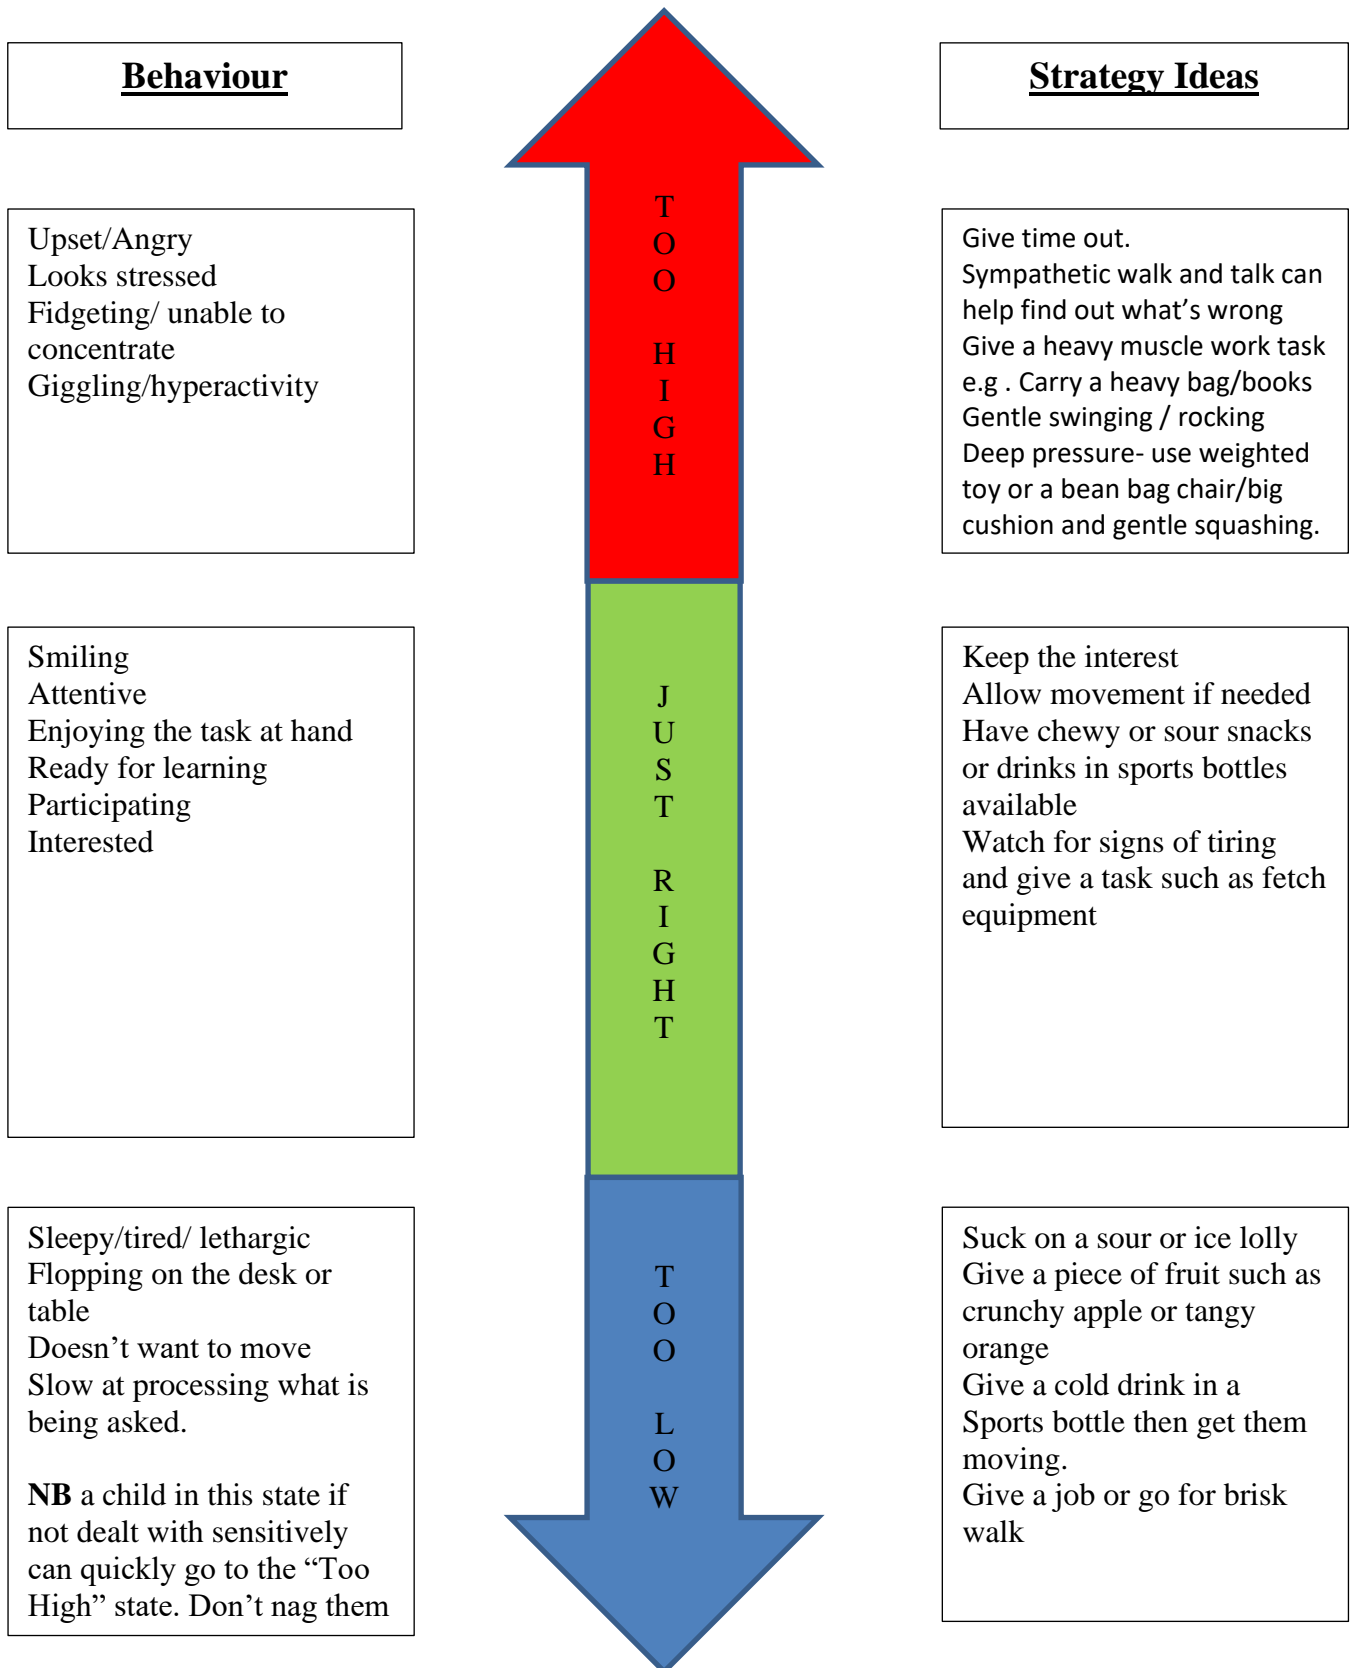 Behaviour
Strategy Ideas
Upset/Angry
Looks stressed
Fidgeting/ unable to
concentrate
Giggling/hyperactivity
T
O
O
H
I
G
H
Give time out.
Sympathetic walk and talk can
help find out what’s wrong
Give a heavy muscle work task
e.g . Carry a heavy bag/books
Gentle swinging / rocking
Deep pressure- use weighted
toy or a bean bag chair/big
cushion and gentle squashing.
Smiling
Attentive
Enjoying the task at hand
Ready for learning
Participating
Interested
J
U
S
T
R
I
G
H
T
Keep the interest
Allow movement if needed
Have chewy or sour snacks
or drinks in sports bottles
available
Watch for signs of tiring
and give a task such as fetch
equipment
Sleepy/tired/ lethargic
Flopping on the desk or
table
Doesn’t want to move
Slow at processing what is
being asked.
NB a child in this state if
not dealt with sensitively
can quickly go to the “Too
High” state. Don’t nag them
T
O
O
L
O
W
Suck on a sour or ice lolly
Give a piece of fruit such as
crunchy apple or tangy
orange
Give a cold drink in a
Sports bottle then get them
moving.
Give a job or go for brisk
walk